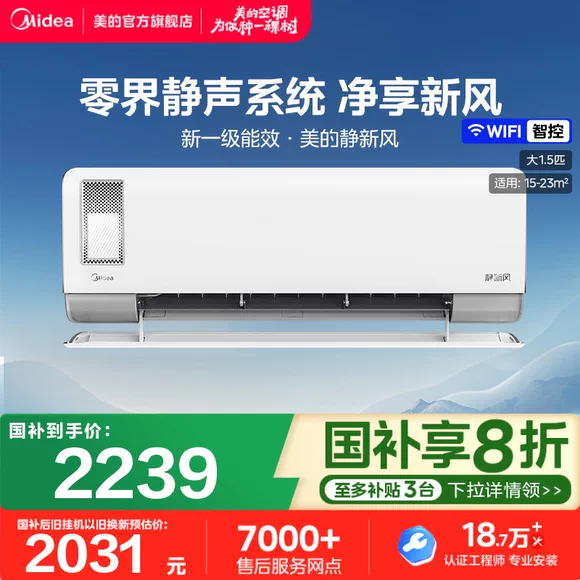 Midea 美的官方旗舰店
美的空调
为你种一棵树
零界静声系统 净享新风
新一级能效·美的静新风
WIFI 智控
大1.5匹
适用: 15-23m²
Midea
静新风
国补到手价:
2239
国补享8折
至多补贴3台 下拉详情领>>
国补后旧挂机以旧换新预估价:
2031元
7000+
售后服务网点
18.7万+
认证工程师 专业安装